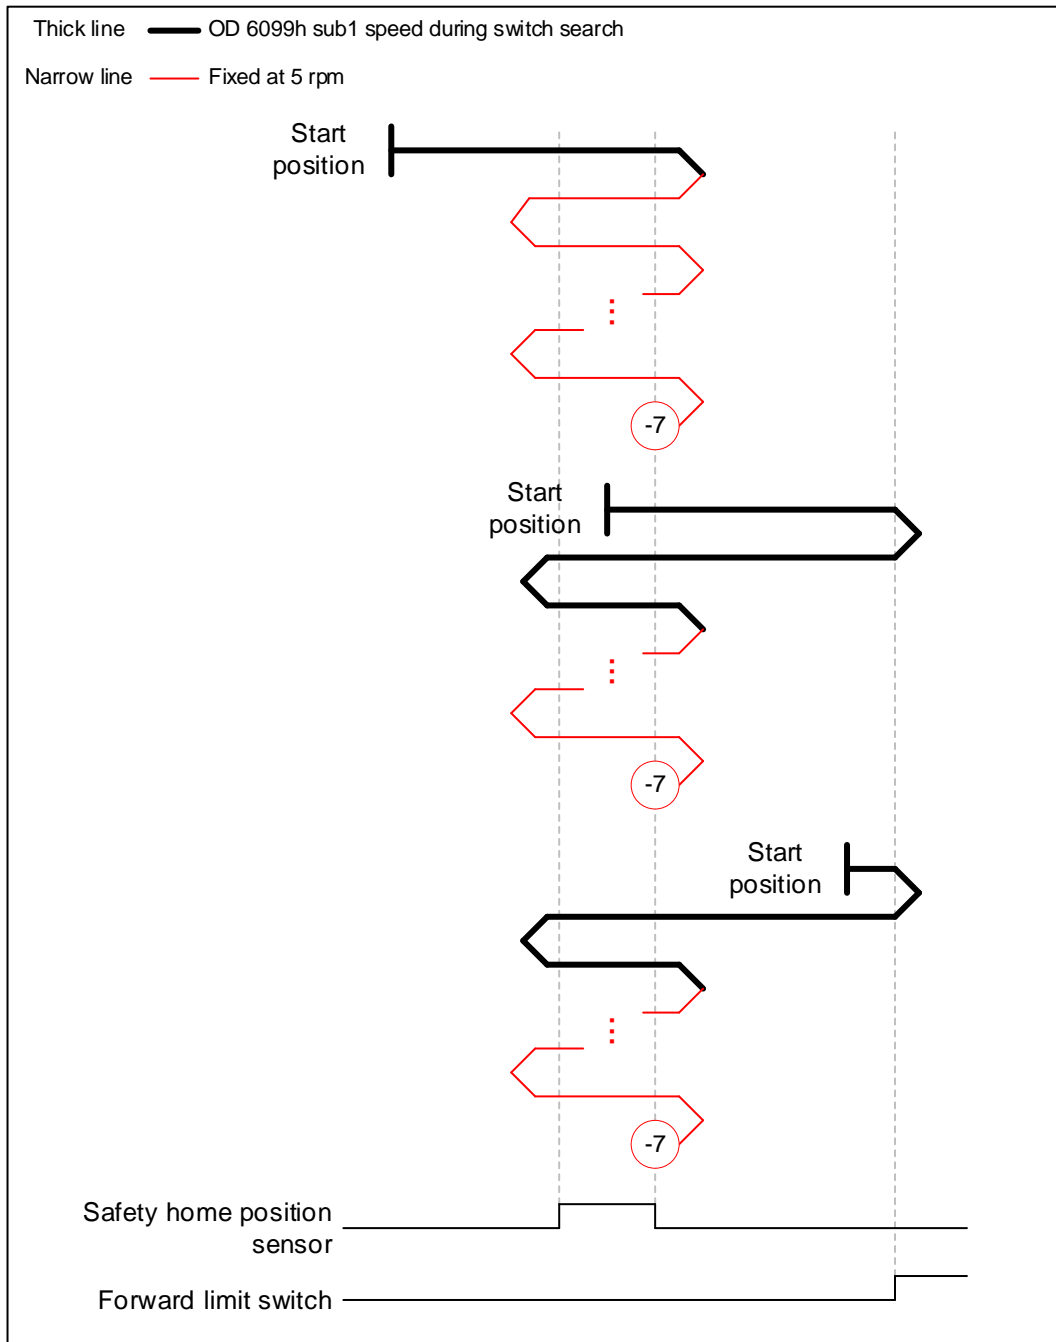 Thick line OD 6099h sub1 speed during switch search
Narrow line Fixed at 5 rpm
Start
position
-7
Start
position
-7
Start
position
-7
Safety home position
sensor
Forward limit switch